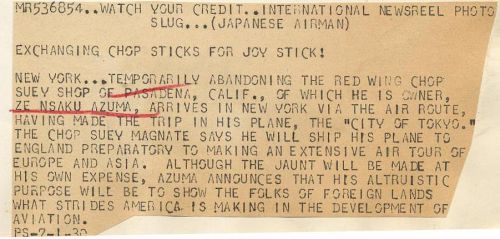 MR536854..WATCH YOUR CREDIT..INTERNATIONAL NEWSREEL PHOTO
SLUG...(JAPANESE AIRMAN)
EXCHANGING CHOP STICKS FOR JOY STICK!
NEW YORK...TEMPORARILY ABANDONING THE RED WING CHOP
SUEY SHOP OF PASADENA, CALIF., OF WHICH HE IS OWNER,
ZE NSAKU AZUMA, ARRIVES IN NEW YORK VIA THE AIR ROUTE,
HAVING MADE THE TRIP IN HIS PLANE, THE "CITY OF TOKYO."
THE CHOP SUEY MAGNATE SAYS HE WILL SHIP HIS PLANE TO
ENGLAND PREPARATORY TO MAKING AN EXTENSIVE AIR TOUR OF
EUROPE AND ASIA. ALTHOUGH THE JAUNT WILL BE MADE AT
HIS OWN EXPENSE, AZUMA ANNOUNCES THAT HIS ALTRUISTIC
PURPOSE WILL BE TO SHOW THE FOLKS OF FOREIGN LANDS
WHAT STRIDES AMERICA IS MAKING IN THE DEVELOPMENT OF
AVIATION.
PS-7-1-30